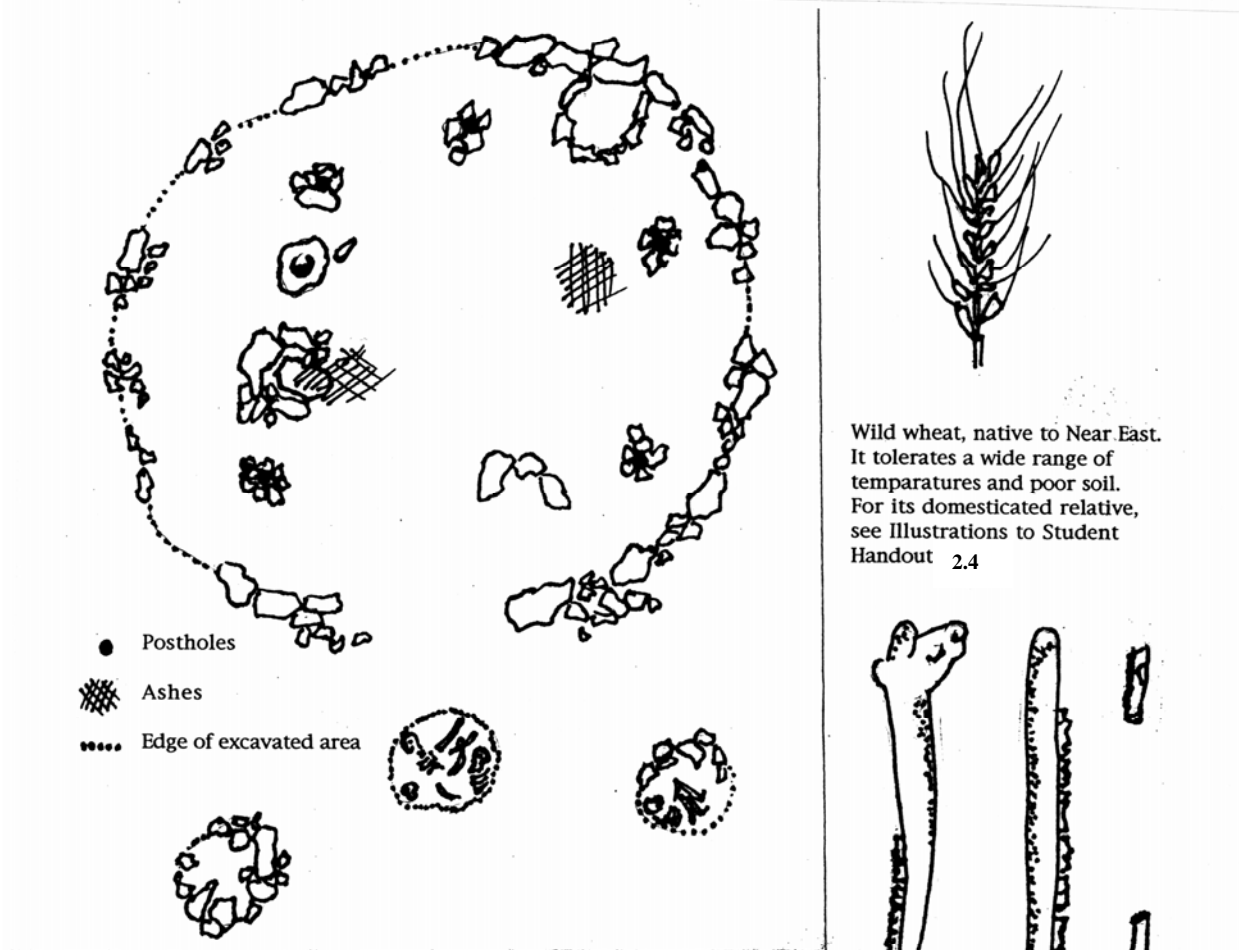 Postholes
Ashes
Edge of excavated area
Wild wheat, native to Near East.
It tolerates a wide range of
temparatures and poor soil.
For its domesticated relative,
see Illustrations to Student
Handout 2.4